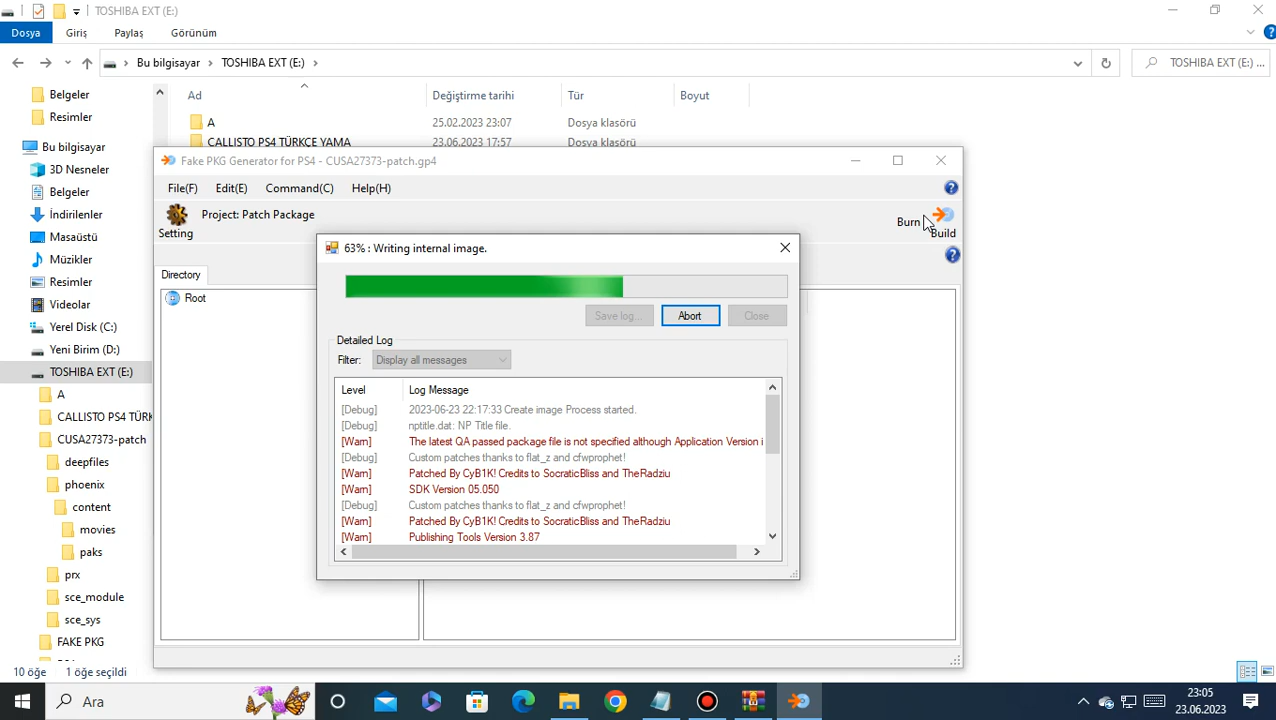 TOSHIBA EXT (E:)
Dosya
Giriş
Paylaş
Görünüm
Bu bilgisayar
TOSHIBA EXT (E:)
TOSHIBA EXT (E:) ...
Ad
Değiştirme tarihi
Tür
Boyut
A
25.02.2023 23:07
Dosya klasörü
CALLISTO PS4 TÜRKÇE YAMA
23.06.2023 17:57
Dosya klasörü
Belgeler
Resimler
Bu bilgisayar
3D Nesneler
Belgeler
İndirilenler
Masaüstü
Müzikler
Resimler
Videolar
Yerel Disk (C:)
Yeni Birim (D:)
TOSHIBA EXT (E:)
A
CALLISTO PS4 TÜRK
CUSA27373-patch
deepfiles
phoenix
content
movies
paks
prx
sce_module
sce_sys
FAKE PKG
10 öğe
1 öğe seçildi
Fake PKG Generator for PS4 - CUSA27373-patch.gp4
File(F)
Edit(E)
Command(C)
Help(H)
Setting
Project: Patch Package
Burn
Build
Directory
Root
63% : Writing internal image.
Save log...
Abort
Close
Detailed Log
Filter:
Display all messages
Level
Log Message
[Debug]
2023-06-23 22:17:33 Create image Process started.
[Debug]
nptitle.dat: NP Title file.
[Warn]
The latest QA passed package file is not specified although Application Version i
[Debug]
Custom patches thanks to flat_z and cfwprophet!
[Warn]
Patched By CyB1K! Credits to SocraticBliss and TheRadziu
[Warn]
SDK Version 05.050
[Debug]
Custom patches thanks to flat_z and cfwprophet!
[Warn]
Patched By CyB1K! Credits to SocraticBliss and TheRadziu
[Warn]
Publishing Tools Version 3.87
Ara
23:05
23.06.2023